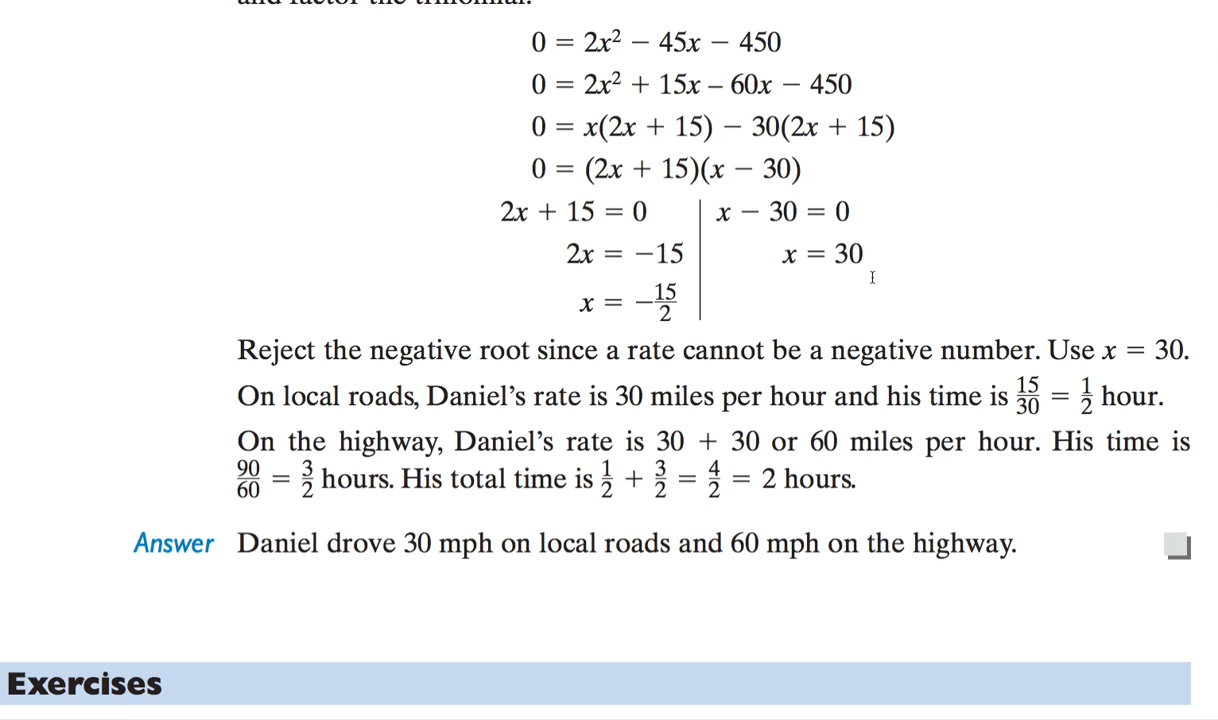 and factor the trinomial.
0 = 2x² − 45x − 450
0 = 2x² + 15x – 60x − 450
0 = x(2x + 15) − 30(2x + 15)
0 = (2x + 15)(x − 30)
2x + 15 = 0 | x − 30 = 0
2x = −15 | x = 30
x = −15/2
Reject the negative root since a rate cannot be a negative number. Use x = 30.
On local roads, Daniel's rate is 30 miles per hour and his time is 15/30 = 1/2 hour.
On the highway, Daniel's rate is 30 + 30 or 60 miles per hour. His time is
90/60 = 3/2 hours. His total time is 1/2 + 3/2 = 4/2 = 2 hours.
Answer Daniel drove 30 mph on local roads and 60 mph on the highway.
Exercises